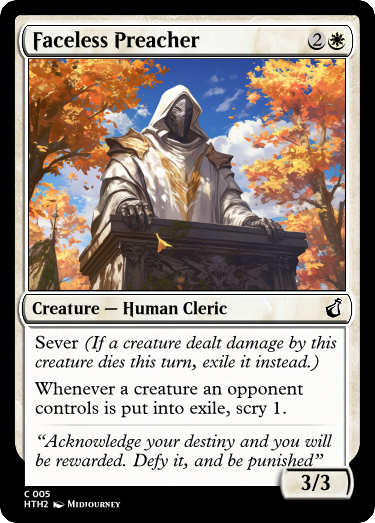 Faceless Preacher 2
Creature — Human Cleric
Sever (If a creature dealt damage by this
creature dies this turn, exile it instead.)
Whenever a creature an opponent
controls is put into exile, scry 1.
“Acknowledge your destiny and you will
be rewarded. Defy it, and be punished”
3/3
C 005
HTH2 Midjourney